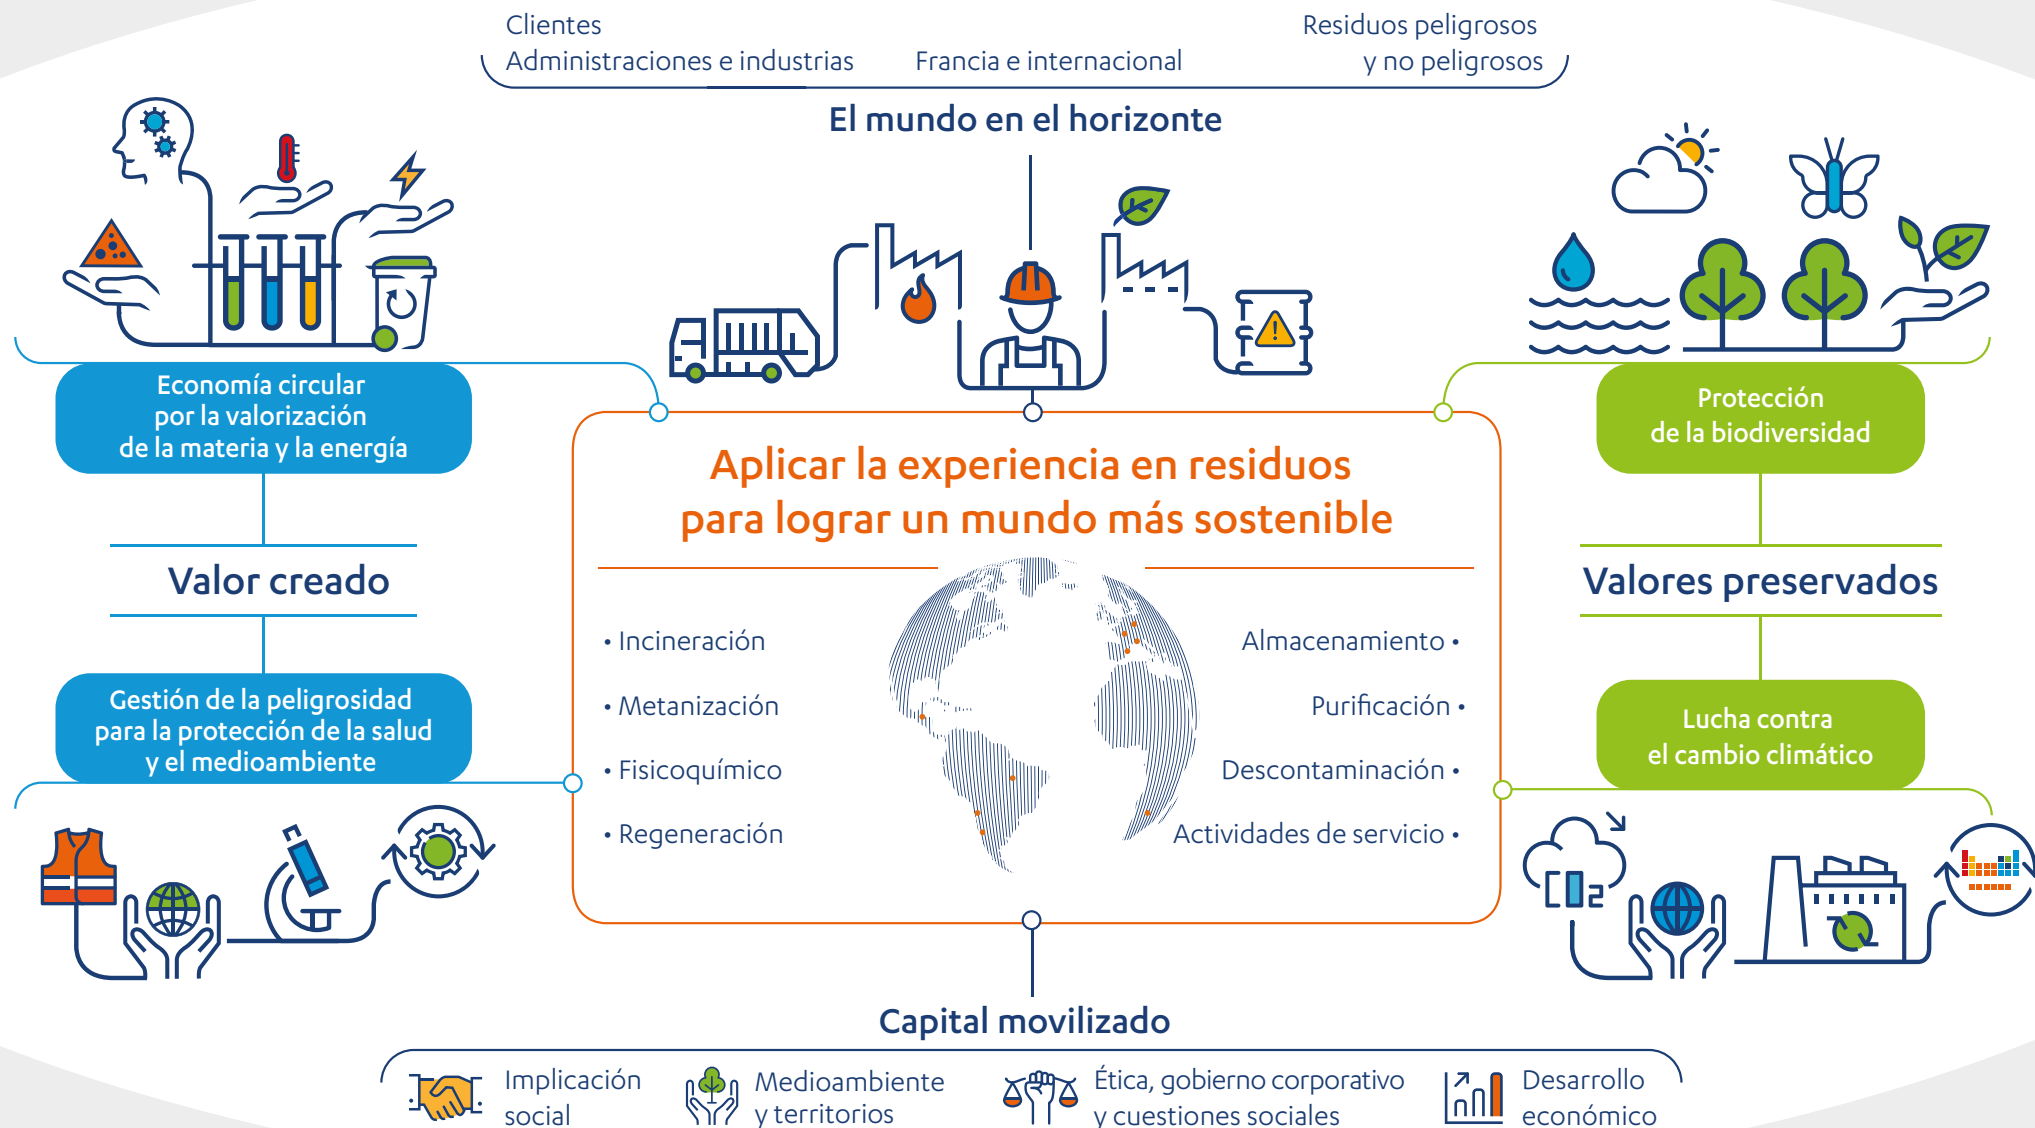 Clientes
Administraciones e industrias
Francia e internacional
Residuos peligrosos
y no peligrosos
El mundo en el horizonte
Economía circular
por la valorización
de la materia y la energía
Valor creado
Gestión de la peligrosidad
para la protección de la salud
y el medioambiente
Aplicar la experiencia en residuos
para lograr un mundo más sostenible
• Incineración
• Metanización
• Fisicoquímico
• Regeneración
Almacenamiento •
Purificación •
Descontaminación •
Actividades de servicio •
Protección
de la biodiversidad
Valores preservados
Lucha contra
el cambio climático
CO2
Capital movilizado
Implicación
social
Medioambiente
y territorios
Ética, gobierno corporativo
y cuestiones sociales
Desarrollo
económico